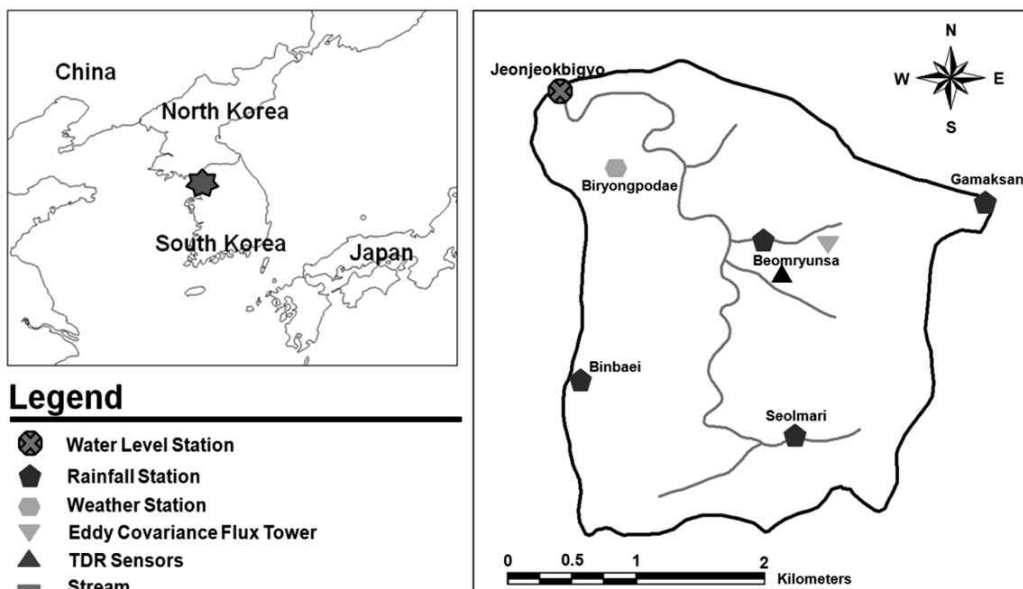 China
North Korea
South Korea
Japan
Legend
Water Level Station
Rainfall Station
Weather Station
Eddy Covariance Flux Tower
TDR Sensors
Stream
N
W E
S
Jeonjeokbigyo
Biryongpodae
Gamaksan
Beomryunsa
Binbaei
Seolmari
0 0.5 1 2
Kilometers